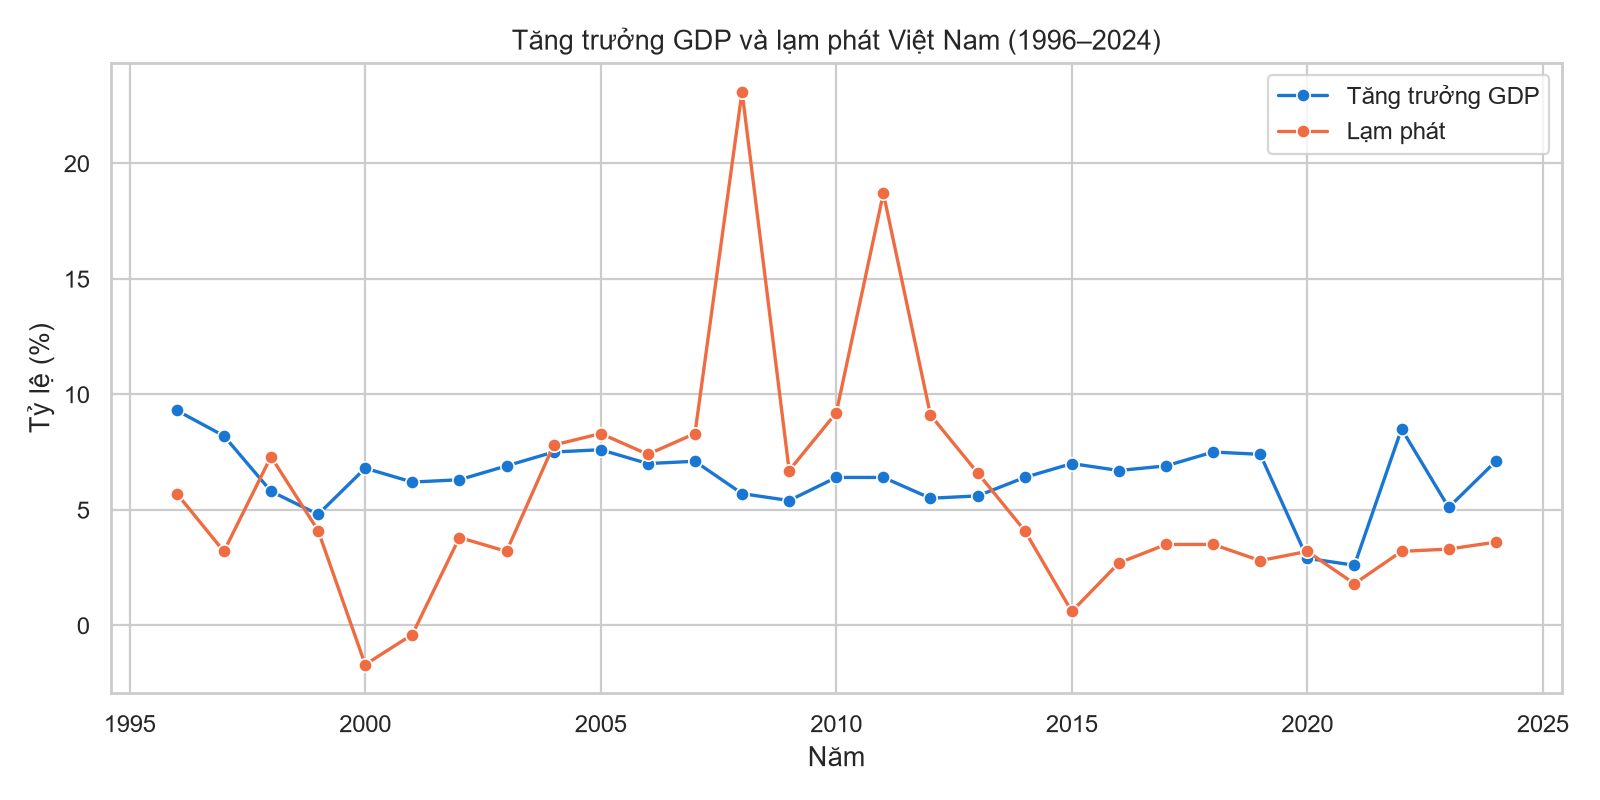 Tăng trưởng GDP và lạm phát Việt Nam (1996–2024)
Tăng trưởng GDP
Lạm phát
Tỷ lệ (%)
20
15
10
5
0
1995 2000 2005 2010 2015 2020 2025
Năm